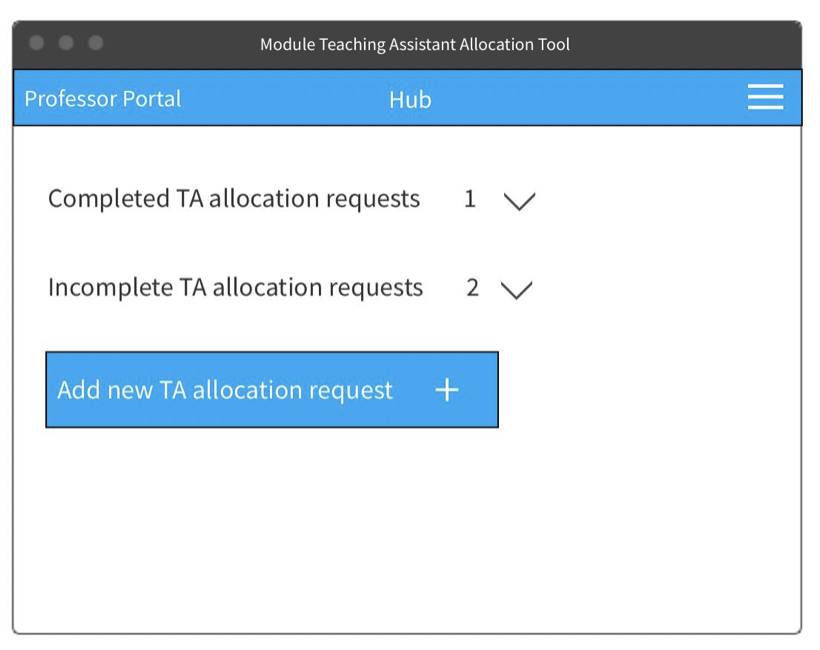 Module Teaching Assistant Allocation Tool
Professor Portal Hub
Completed TA allocation requests 1
Incomplete TA allocation requests 2
Add new TA allocation request +